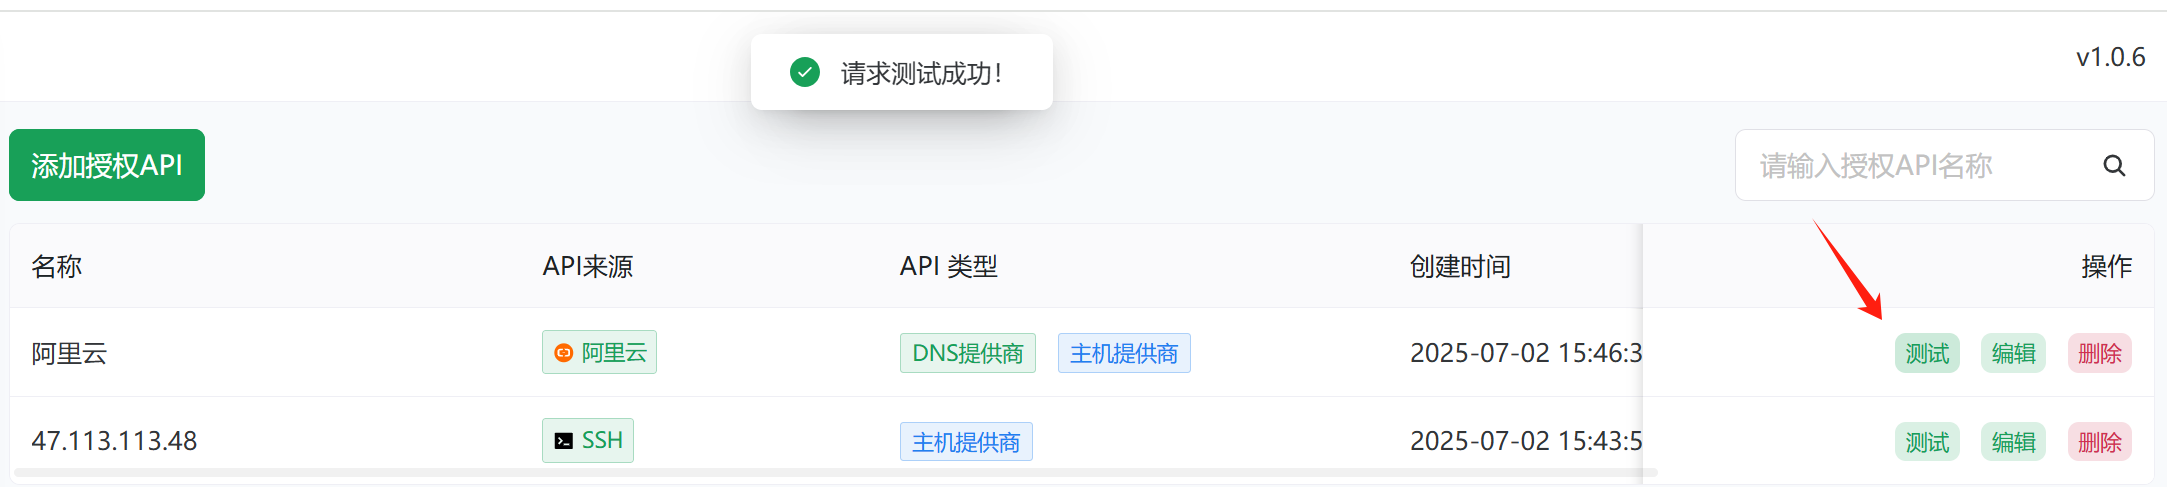 请求测试成功！
v1.0.6
添加授权API
请输入授权API名称
名称 API来源 API 类型 创建时间 操作
阿里云 阿里云 DNS提供商 主机提供商 2025-07-02 15:46:3 测试 编辑 删除
47.113.113.48 SSH 主机提供商 2025-07-02 15:43:5 测试 编辑 删除